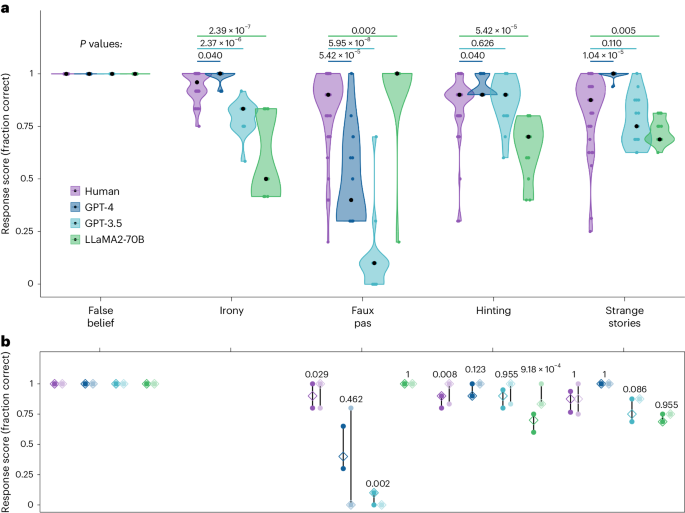 a
P values:
2.39 × 10⁻⁷
2.37 × 10⁻⁶
0.040
0.002
5.95 × 10⁻⁸
5.42 × 10⁻⁵
5.42 × 10⁻⁵
0.626
0.040
0.005
0.110
1.04 × 10⁻⁵
Response score (fraction correct)
1
0.75
0.5
0.25
0
Human
GPT-4
GPT-3.5
LLaMA2-70B
False belief
Irony
Faux pas
Hinting
Strange stories
b
Response score (fraction correct)
1
0.75
0.5
0.25
0
0.029
0.462
0.002
1
0.008
0.123
0.955
9.18 × 10⁻⁴
1
1
0.086
0.955